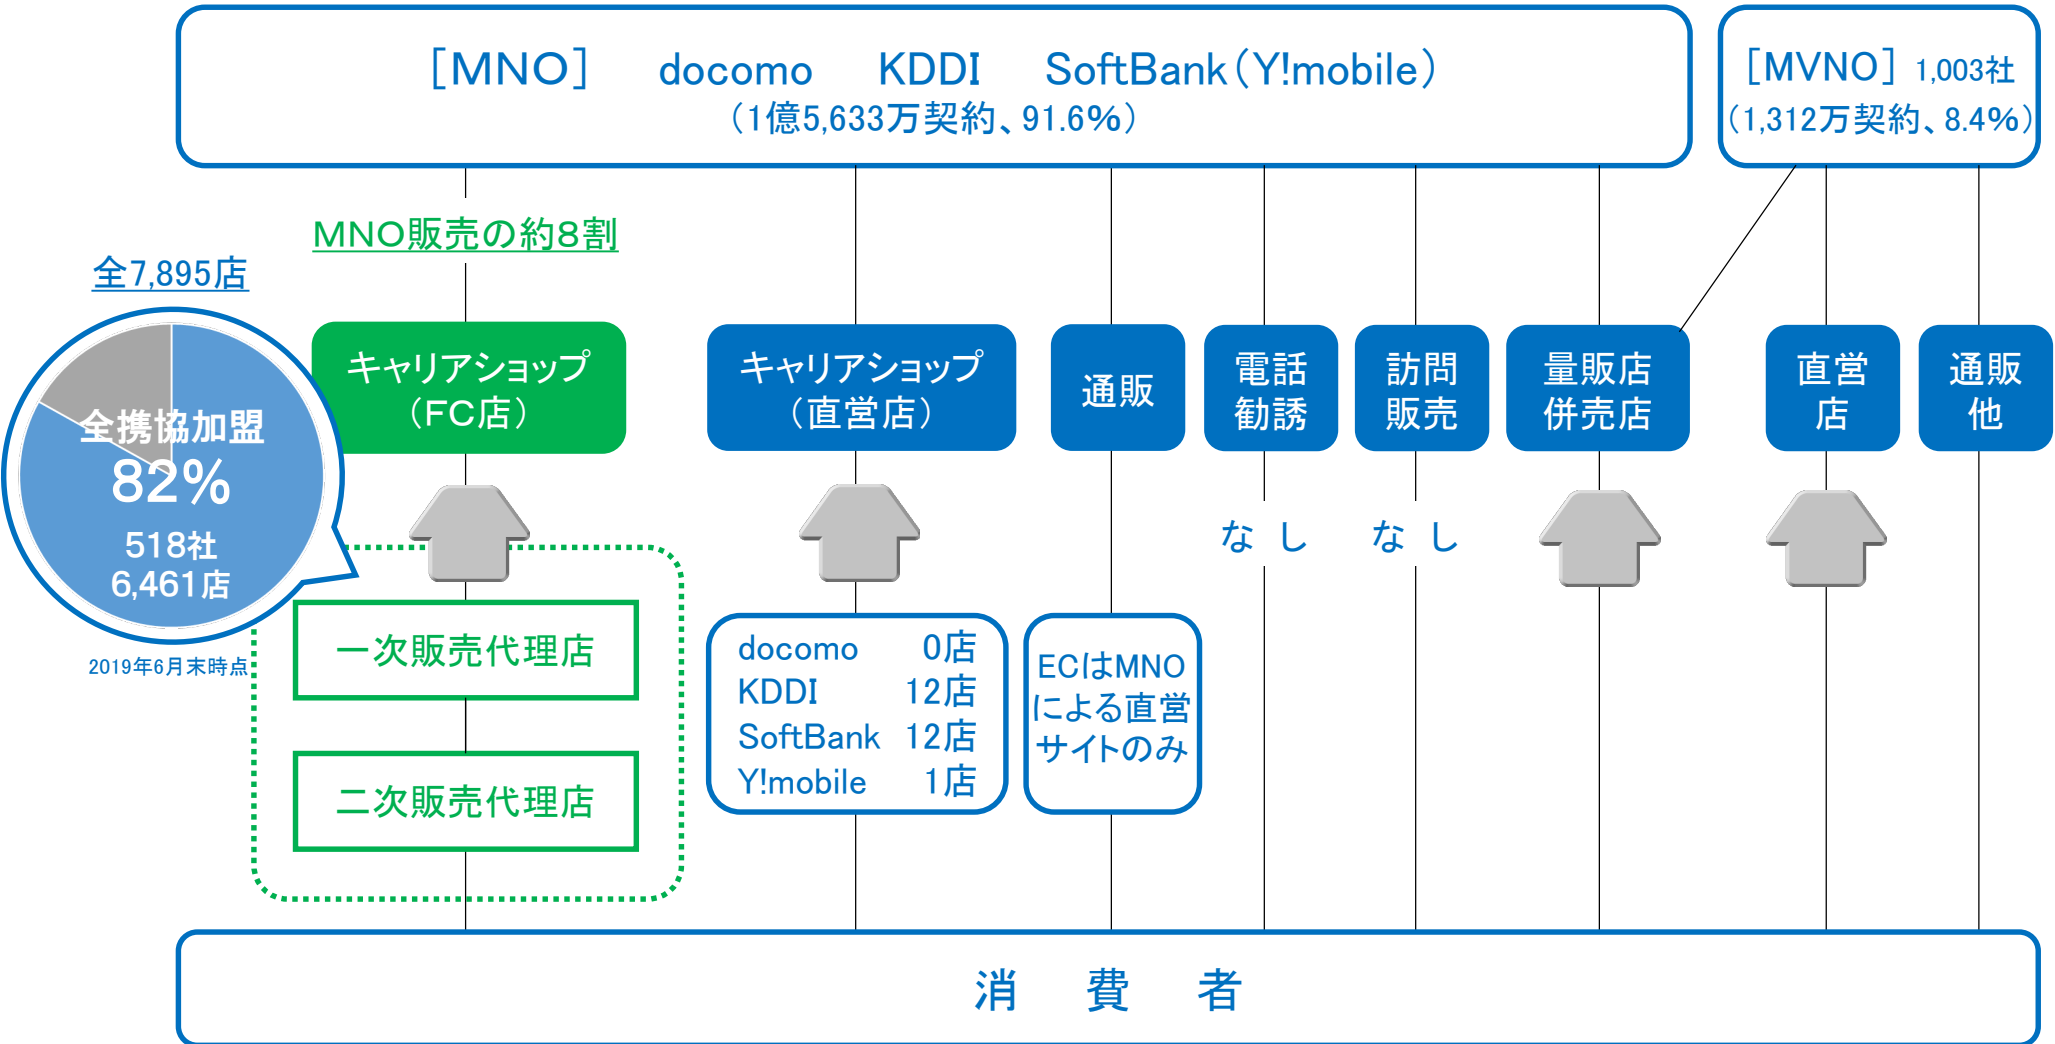 ［MNO］ docomo KDDI SoftBank（Y!mobile）
（1億5,633万契約、91.6%）
［MVNO］ 1,003社
（1,312万契約、8.4%）
MNO販売の約8割
全7,895店
全携協加盟
82%
518社
6,461店
2019年6月末時点
キャリアショップ
（FC店）
キャリアショップ
（直営店）
通販
電話
勧誘
訪問
販売
量販店
併売店
直営
店
通販
他
なし
なし
一次販売代理店
二次販売代理店
docomo 0店
KDDI 12店
SoftBank 12店
Y!mobile 1店
ECはMNO
による直営
サイトのみ
消費者